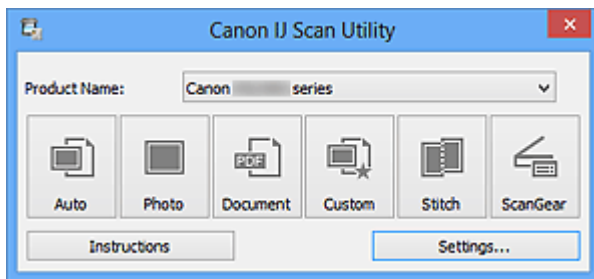 Canon IJ Scan Utility
Product Name: Canon series
PDF
Auto Photo Document Custom Stitch ScanGear
Instructions Settings...